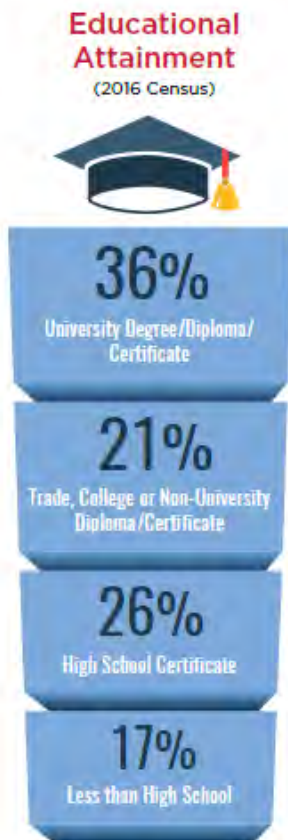 Educational
Attainment
(2016 Census)
36%
University Degree/Diploma/
Certificate
21%
Trade, College or Non-University
Diploma/Certificate
26%
High School Certificate
17%
Less than High School